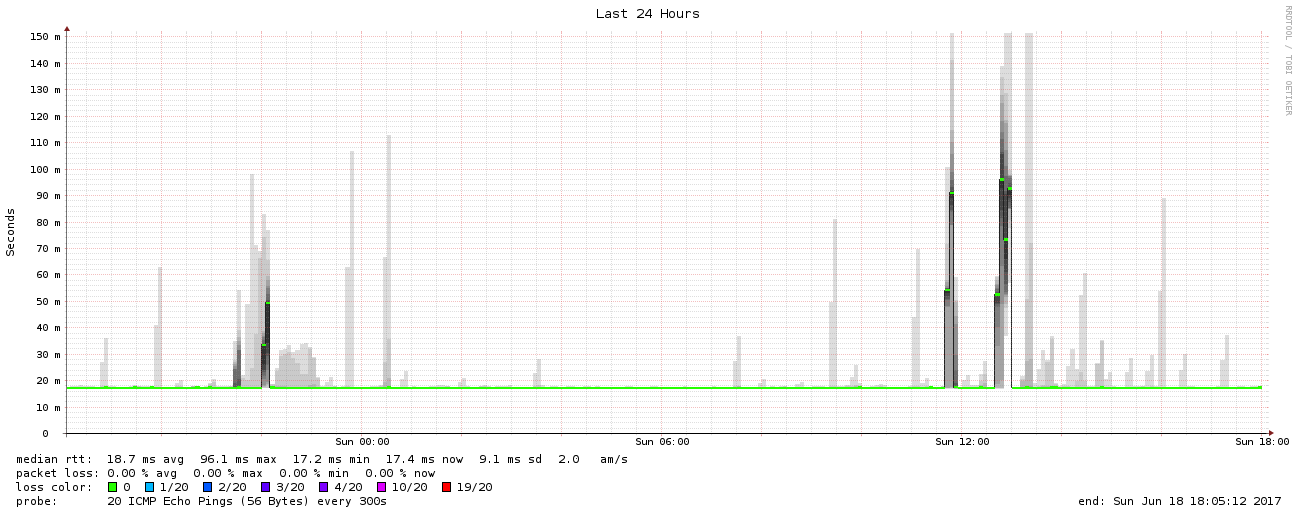 Last 24 Hours
RRDTOOL / TOBI OETIKER
150 m
140 m
130 m
120 m
110 m
100 m
90 m
80 m
70 m
60 m
50 m
40 m
30 m
20 m
10 m
0
Seconds
Sun 00:00 Sun 06:00 Sun 12:00 Sun 18:00
median rtt: 18.7 ms avg 96.1 ms max 17.2 ms min 17.4 ms now 9.1 ms sd 2.0 am/s
packet loss: 0.00 % avg 0.00 % max 0.00 % min 0.00 % now
loss color: 0 1/20 2/20 3/20 4/20 10/20 19/20
probe: 20 ICMP Echo Pings (56 Bytes) every 300s end: Sun Jun 18 18:05:12 2017